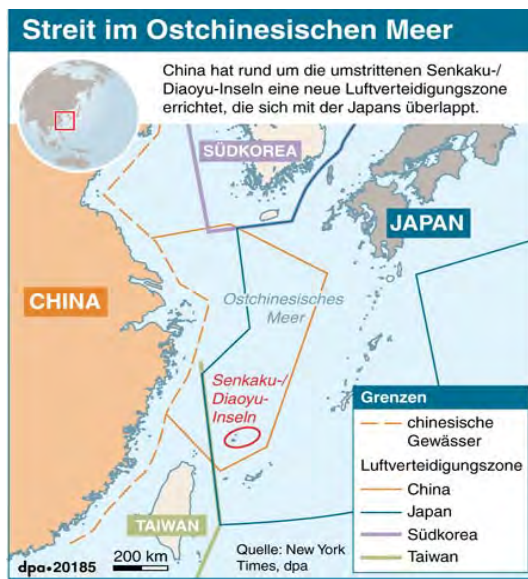 Streit im Ostchinesischen Meer
China hat rund um die umstrittenen Senkaku-/
Diaoyu-Inseln eine neue Luftverteidigungszone
errichtet, die sich mit der Japans überlappt.
SÜDKOREA
JAPAN
CHINA
Ostchinesisches
Meer
Senkaku-/
Diaoyu-
Inseln
Grenzen
chinesische
Gewässer
Luftverteidigungszone
China
Japan
Südkorea
Taiwan
TAIWAN
200 km
Quelle: New York
Times, dpa
dpa•20185